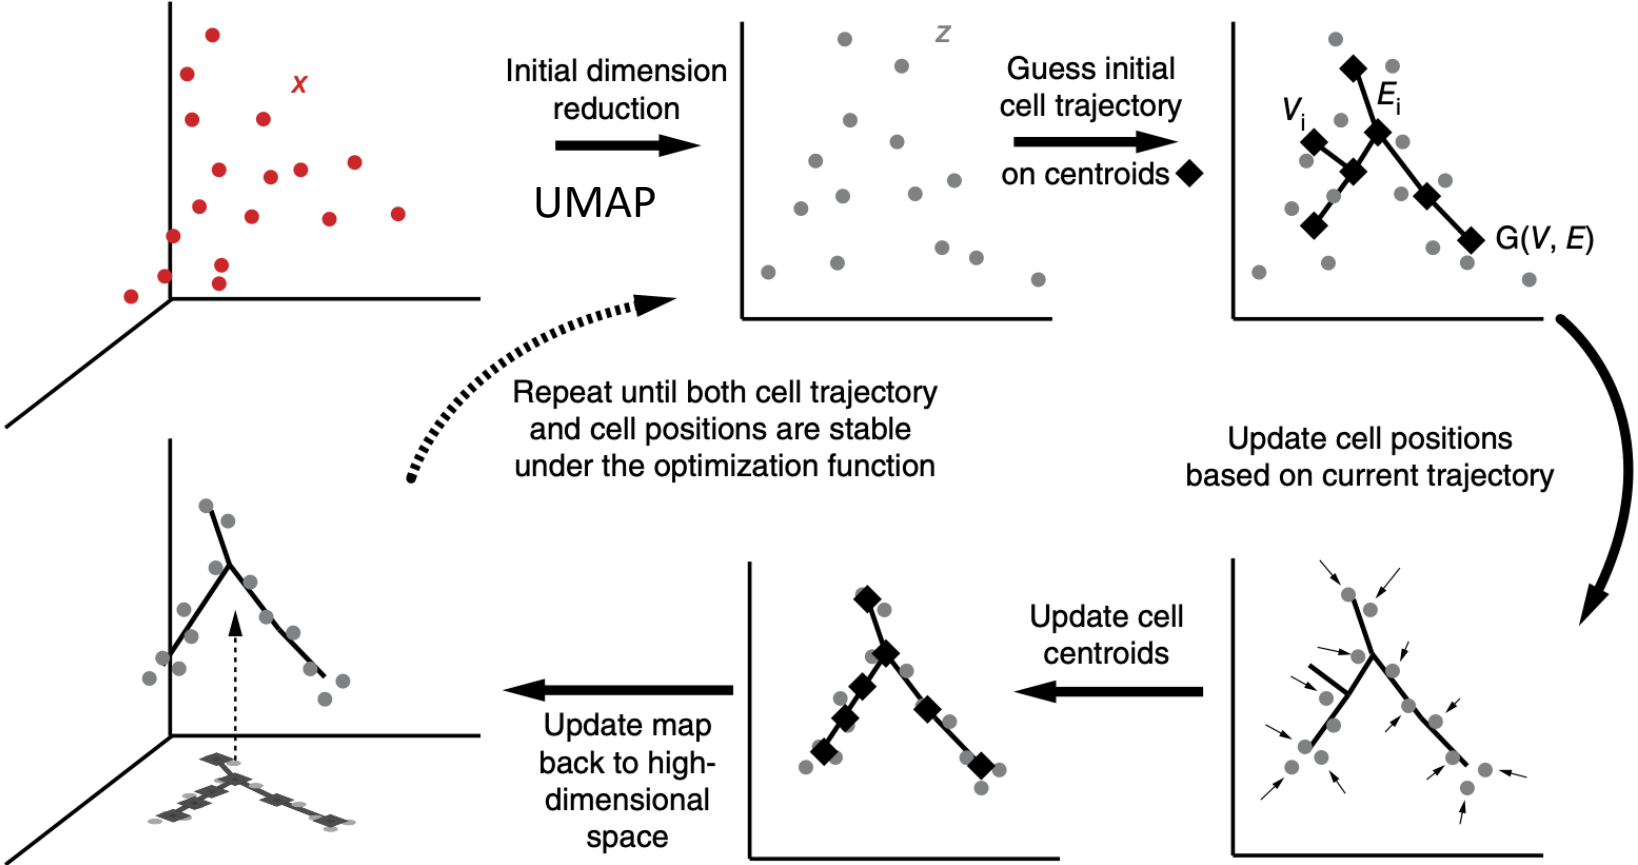 x
Initial dimension
reduction
UMAP
z
Guess initial
cell trajectory
on centroids
Vi
Ei
G(V, E)
Repeat until both cell trajectory
and cell positions are stable
under the optimization function
Update cell positions
based on current trajectory
Update cell
centroids
Update map
back to high-
dimensional
space